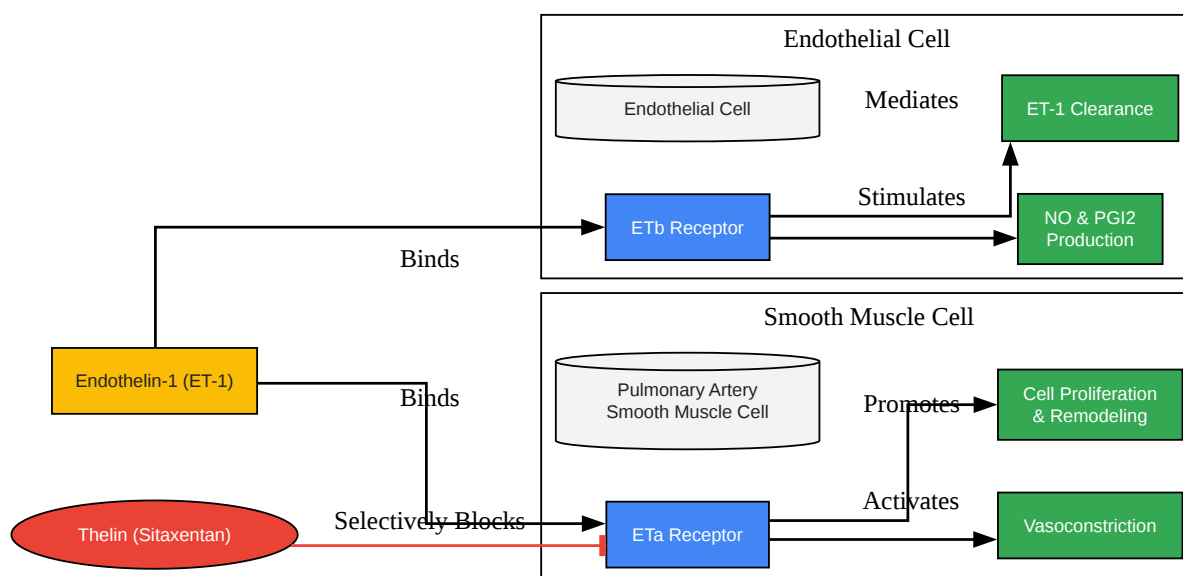 Endothelial Cell
Endothelial Cell
Mediates
ET-1 Clearance
Stimulates
ETb Receptor
NO & PGI2
Production
Binds
Smooth Muscle Cell
Endothelin-1 (ET-1)
Binds
Pulmonary Artery
Smooth Muscle Cell
Promotes
Cell Proliferation
& Remodeling
Thelin (Sitaxentan)
Selectively Blocks
ETa Receptor
Activates
Vasoconstriction